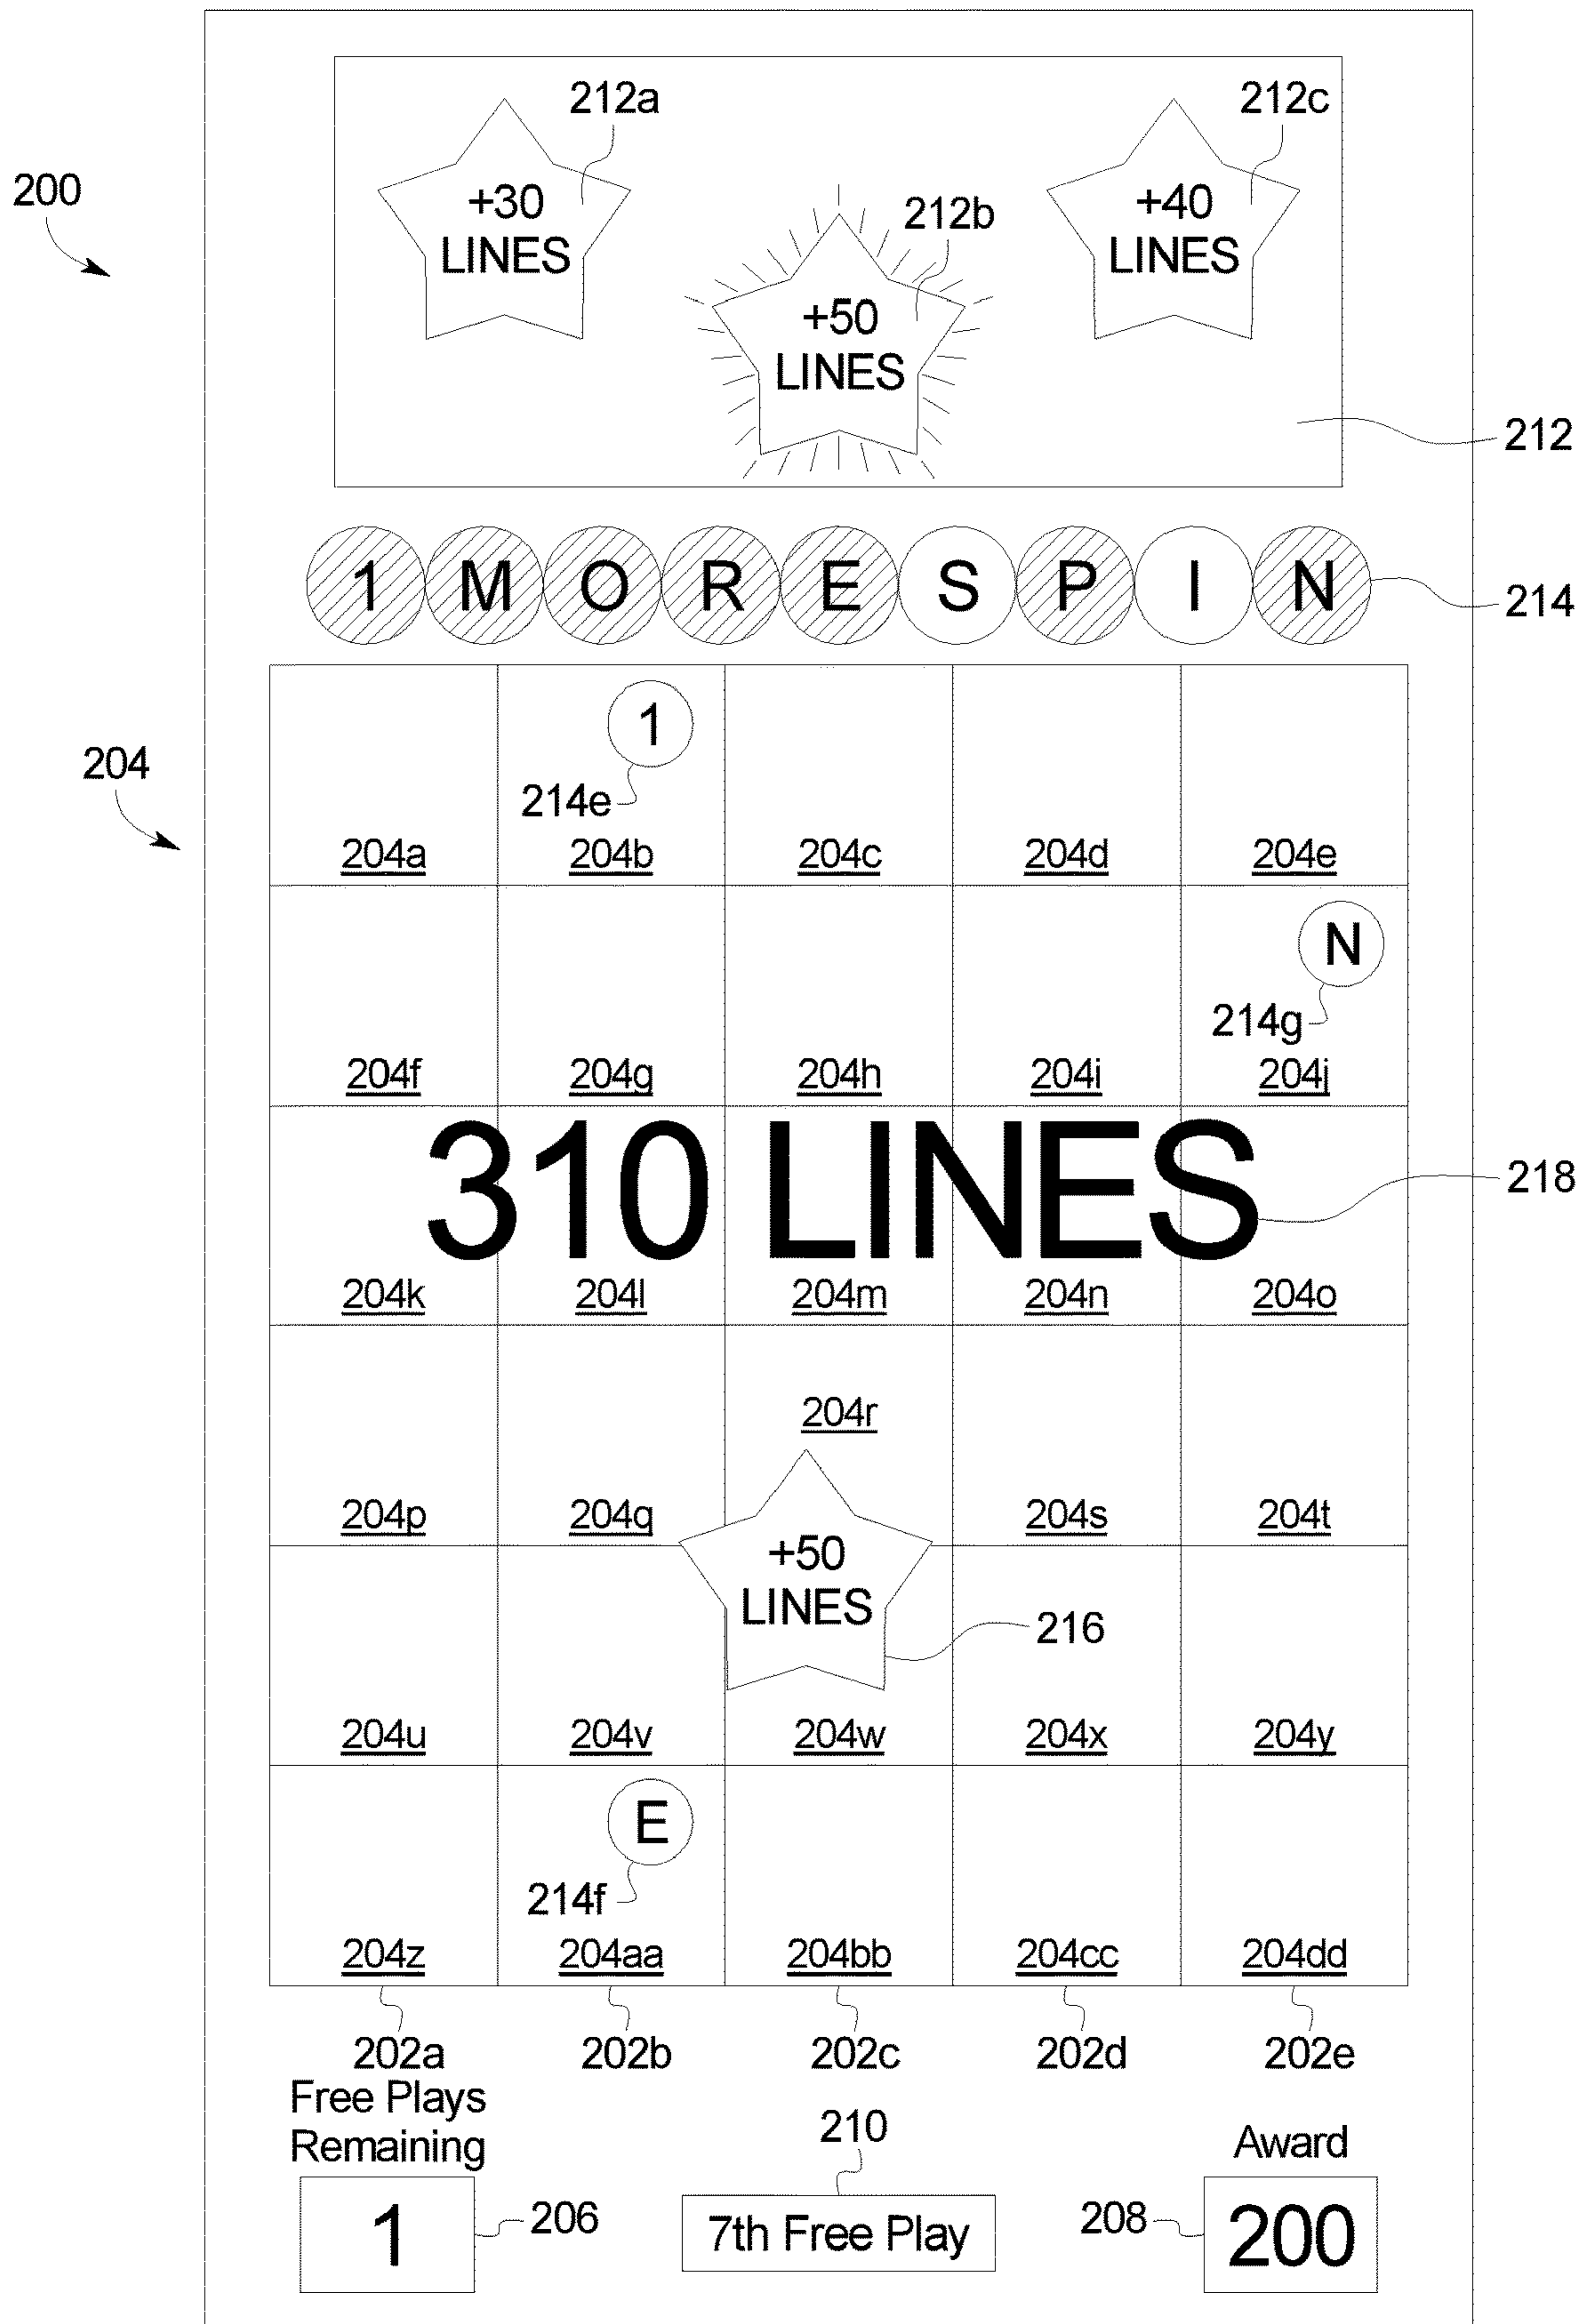 200
212a
+30
LINES
212b
+50
LINES
212c
+40
LINES
212
1 M O R E S P I N
214
204
1
214e
204a 204b 204c 204d 204e
N
214g
204f 204g 204h 204i 204j
310 LINES
218
204k 204l 204m 204n 204o
204r
204p 204q 204s 204t
+50
LINES
216
204u 204v 204w 204x 204y
E
214f
204z 204aa 204bb 204cc 204dd
202a 202b 202c 202d 202e
Free Plays
Remaining
1
206
210
7th Free Play
Award
208
200